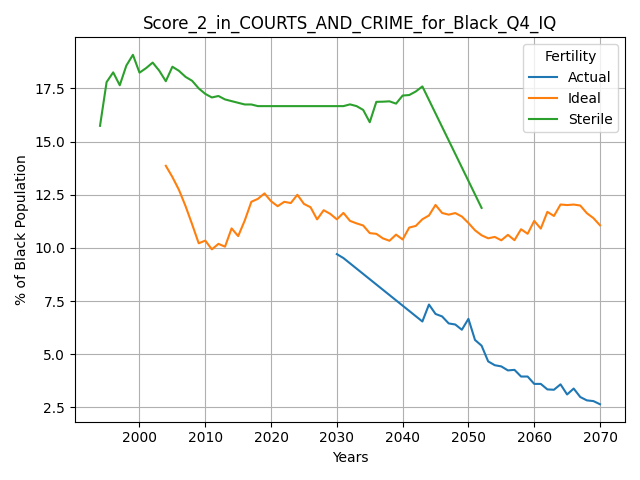 Score_2_in_COURTS_AND_CRIME_for_Black_Q4_IQ
Fertility
Actual
Ideal
Sterile
% of Black Population
17.5
15.0
12.5
10.0
7.5
5.0
2.5
2000 2010 2020 2030 2040 2050 2060 2070
Years